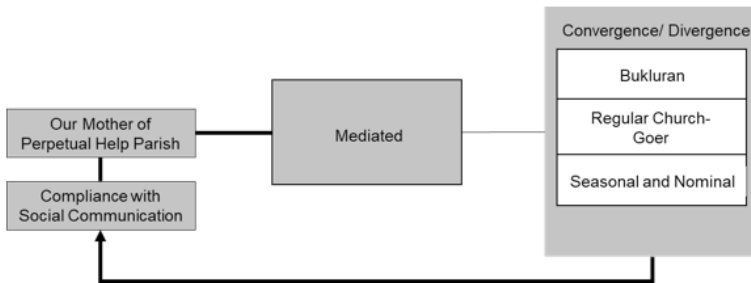 Convergence/ Divergence
Bukluran
Regular Church-
Goer
Seasonal and Nominal
Mediated
Our Mother of
Perpetual Help Parish
Compliance with
Social Communication